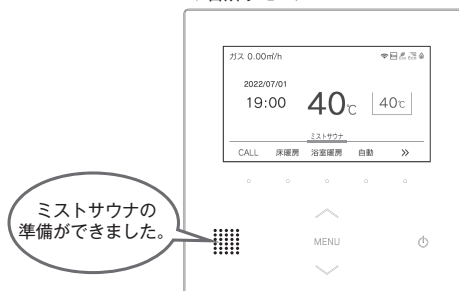 ガス 0.00㎥/h
2022/07/01
19:00
40℃
40℃
ミストサウナ
CALL 床暖房 浴室暖房 自動 »
MENU
ミストサウナの
準備ができました。